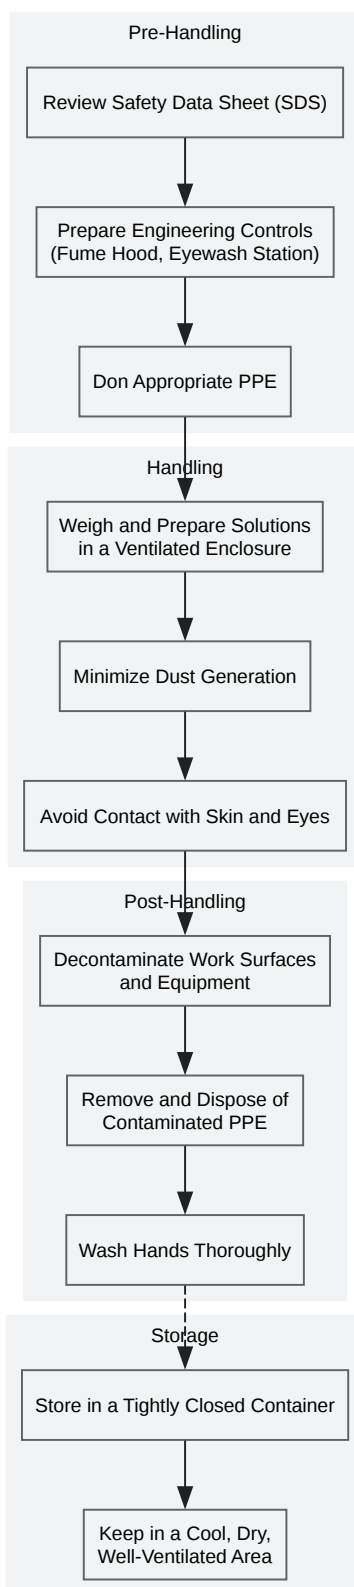 Pre-Handling
Review Safety Data Sheet (SDS)
Prepare Engineering Controls
(Fume Hood, Eyewash Station)
Don Appropriate PPE
Handling
Weigh and Prepare Solutions
in a Ventilated Enclosure
Minimize Dust Generation
Avoid Contact with Skin and Eyes
Post-Handling
Decontaminate Work Surfaces
and Equipment
Remove and Dispose of
Contaminated PPE
Wash Hands Thoroughly
Storage
Store in a Tightly Closed Container
Keep in a Cool, Dry,
Well-Ventilated Area